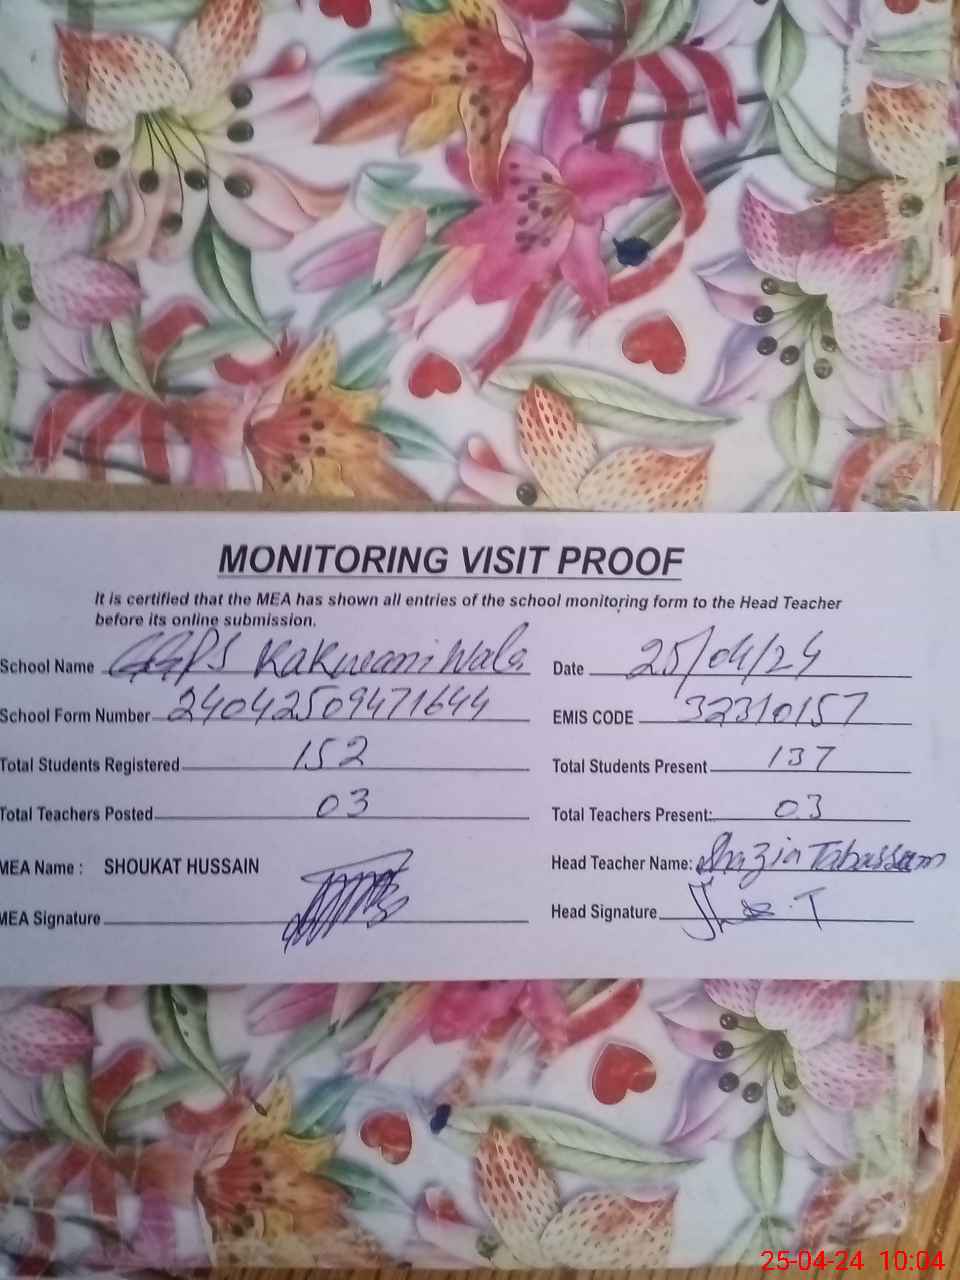 MONITORING VISIT PROOF
It is certified that the MEA has shown all entries of the school monitoring form to the Head Teacher
before its online submission.
School Name GGPS Kakuwani Wala Date 25/04/24
School Form Number 24042509471644 EMIS CODE 32310157
Total Students Registered 152 Total Students Present 137
Total Teachers Posted 03 Total Teachers Present: 03
MEA Name : SHOUKAT HUSSAIN Head Teacher Name: Shazia Tabassam
MEA Signature Head Signature
25-04-24 10:04